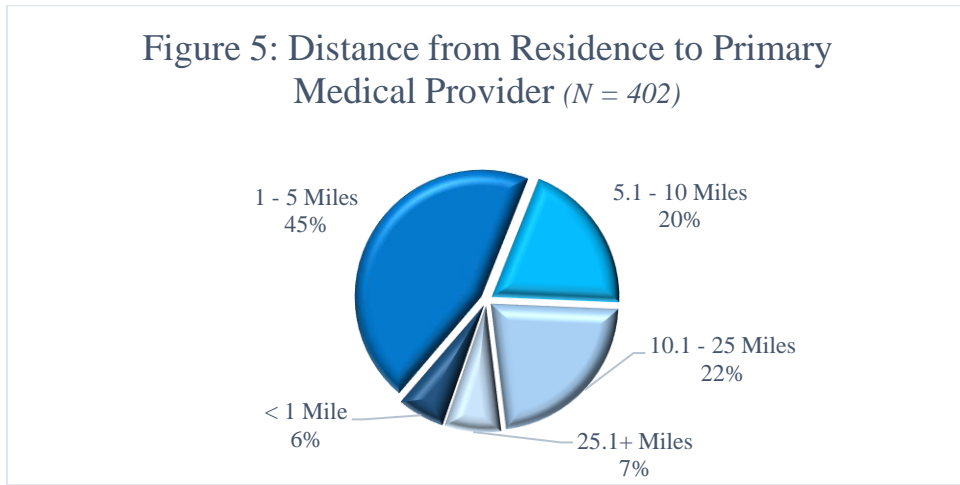 Figure 5: Distance from Residence to Primary
Medical Provider (N = 402)
1 - 5 Miles
45%
5.1 - 10 Miles
20%
10.1 - 25 Miles
22%
< 1 Mile
6%
25.1+ Miles
7%